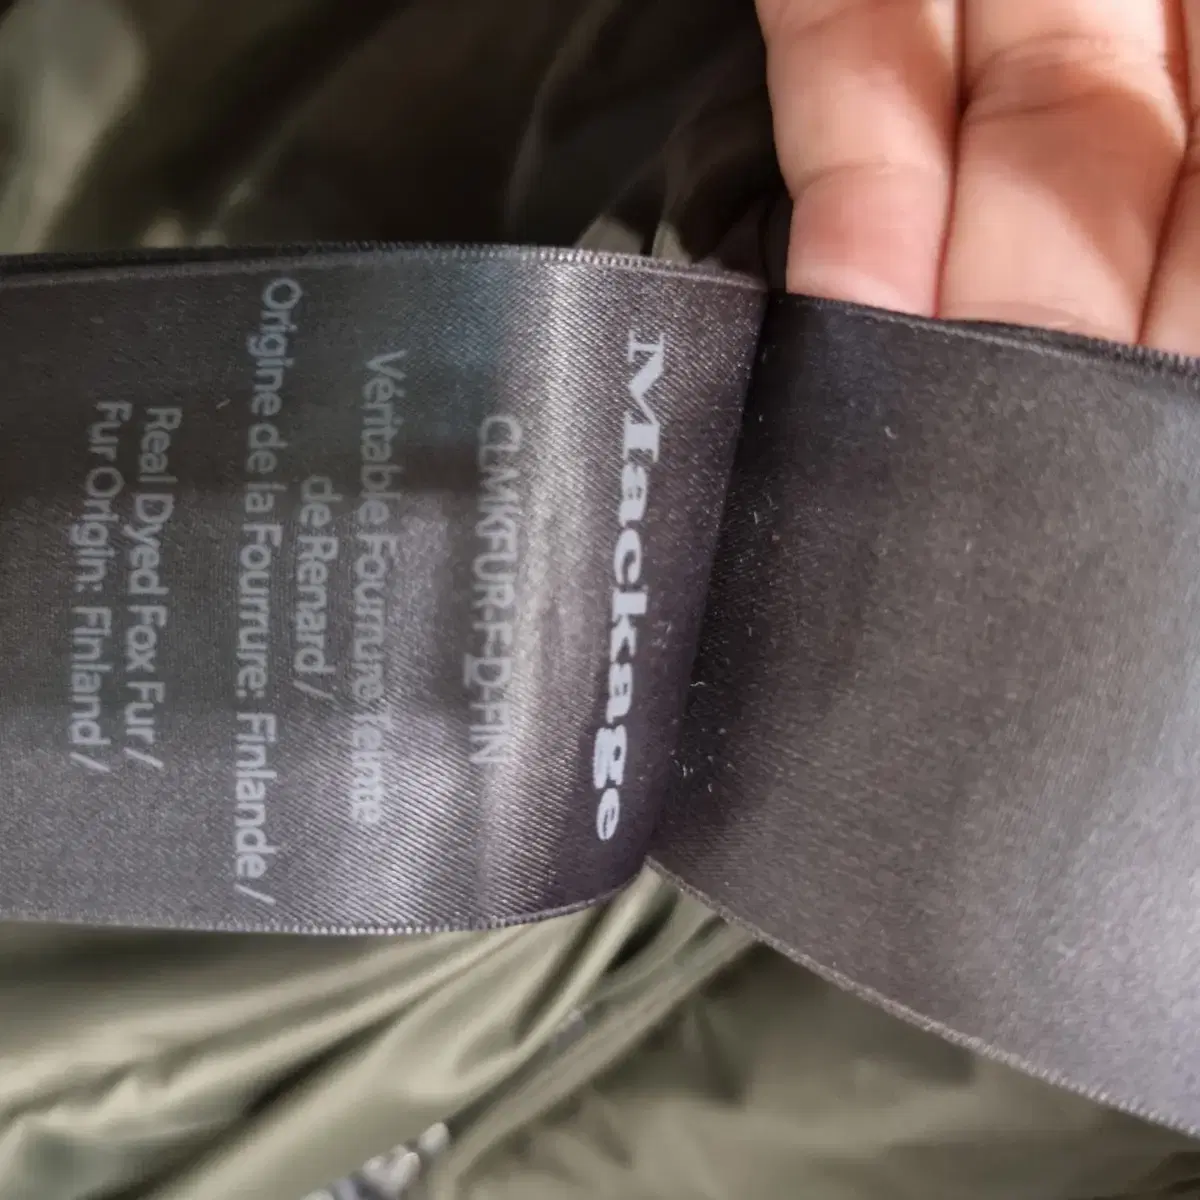 Mackage
CLMKFUR-F-D-FIN
Véritable Fourrure Teinte
de Renard /
Origine de la Fourrure: Finlande /
Real Dyed Fox Fur /
Fur Origin: Finland /